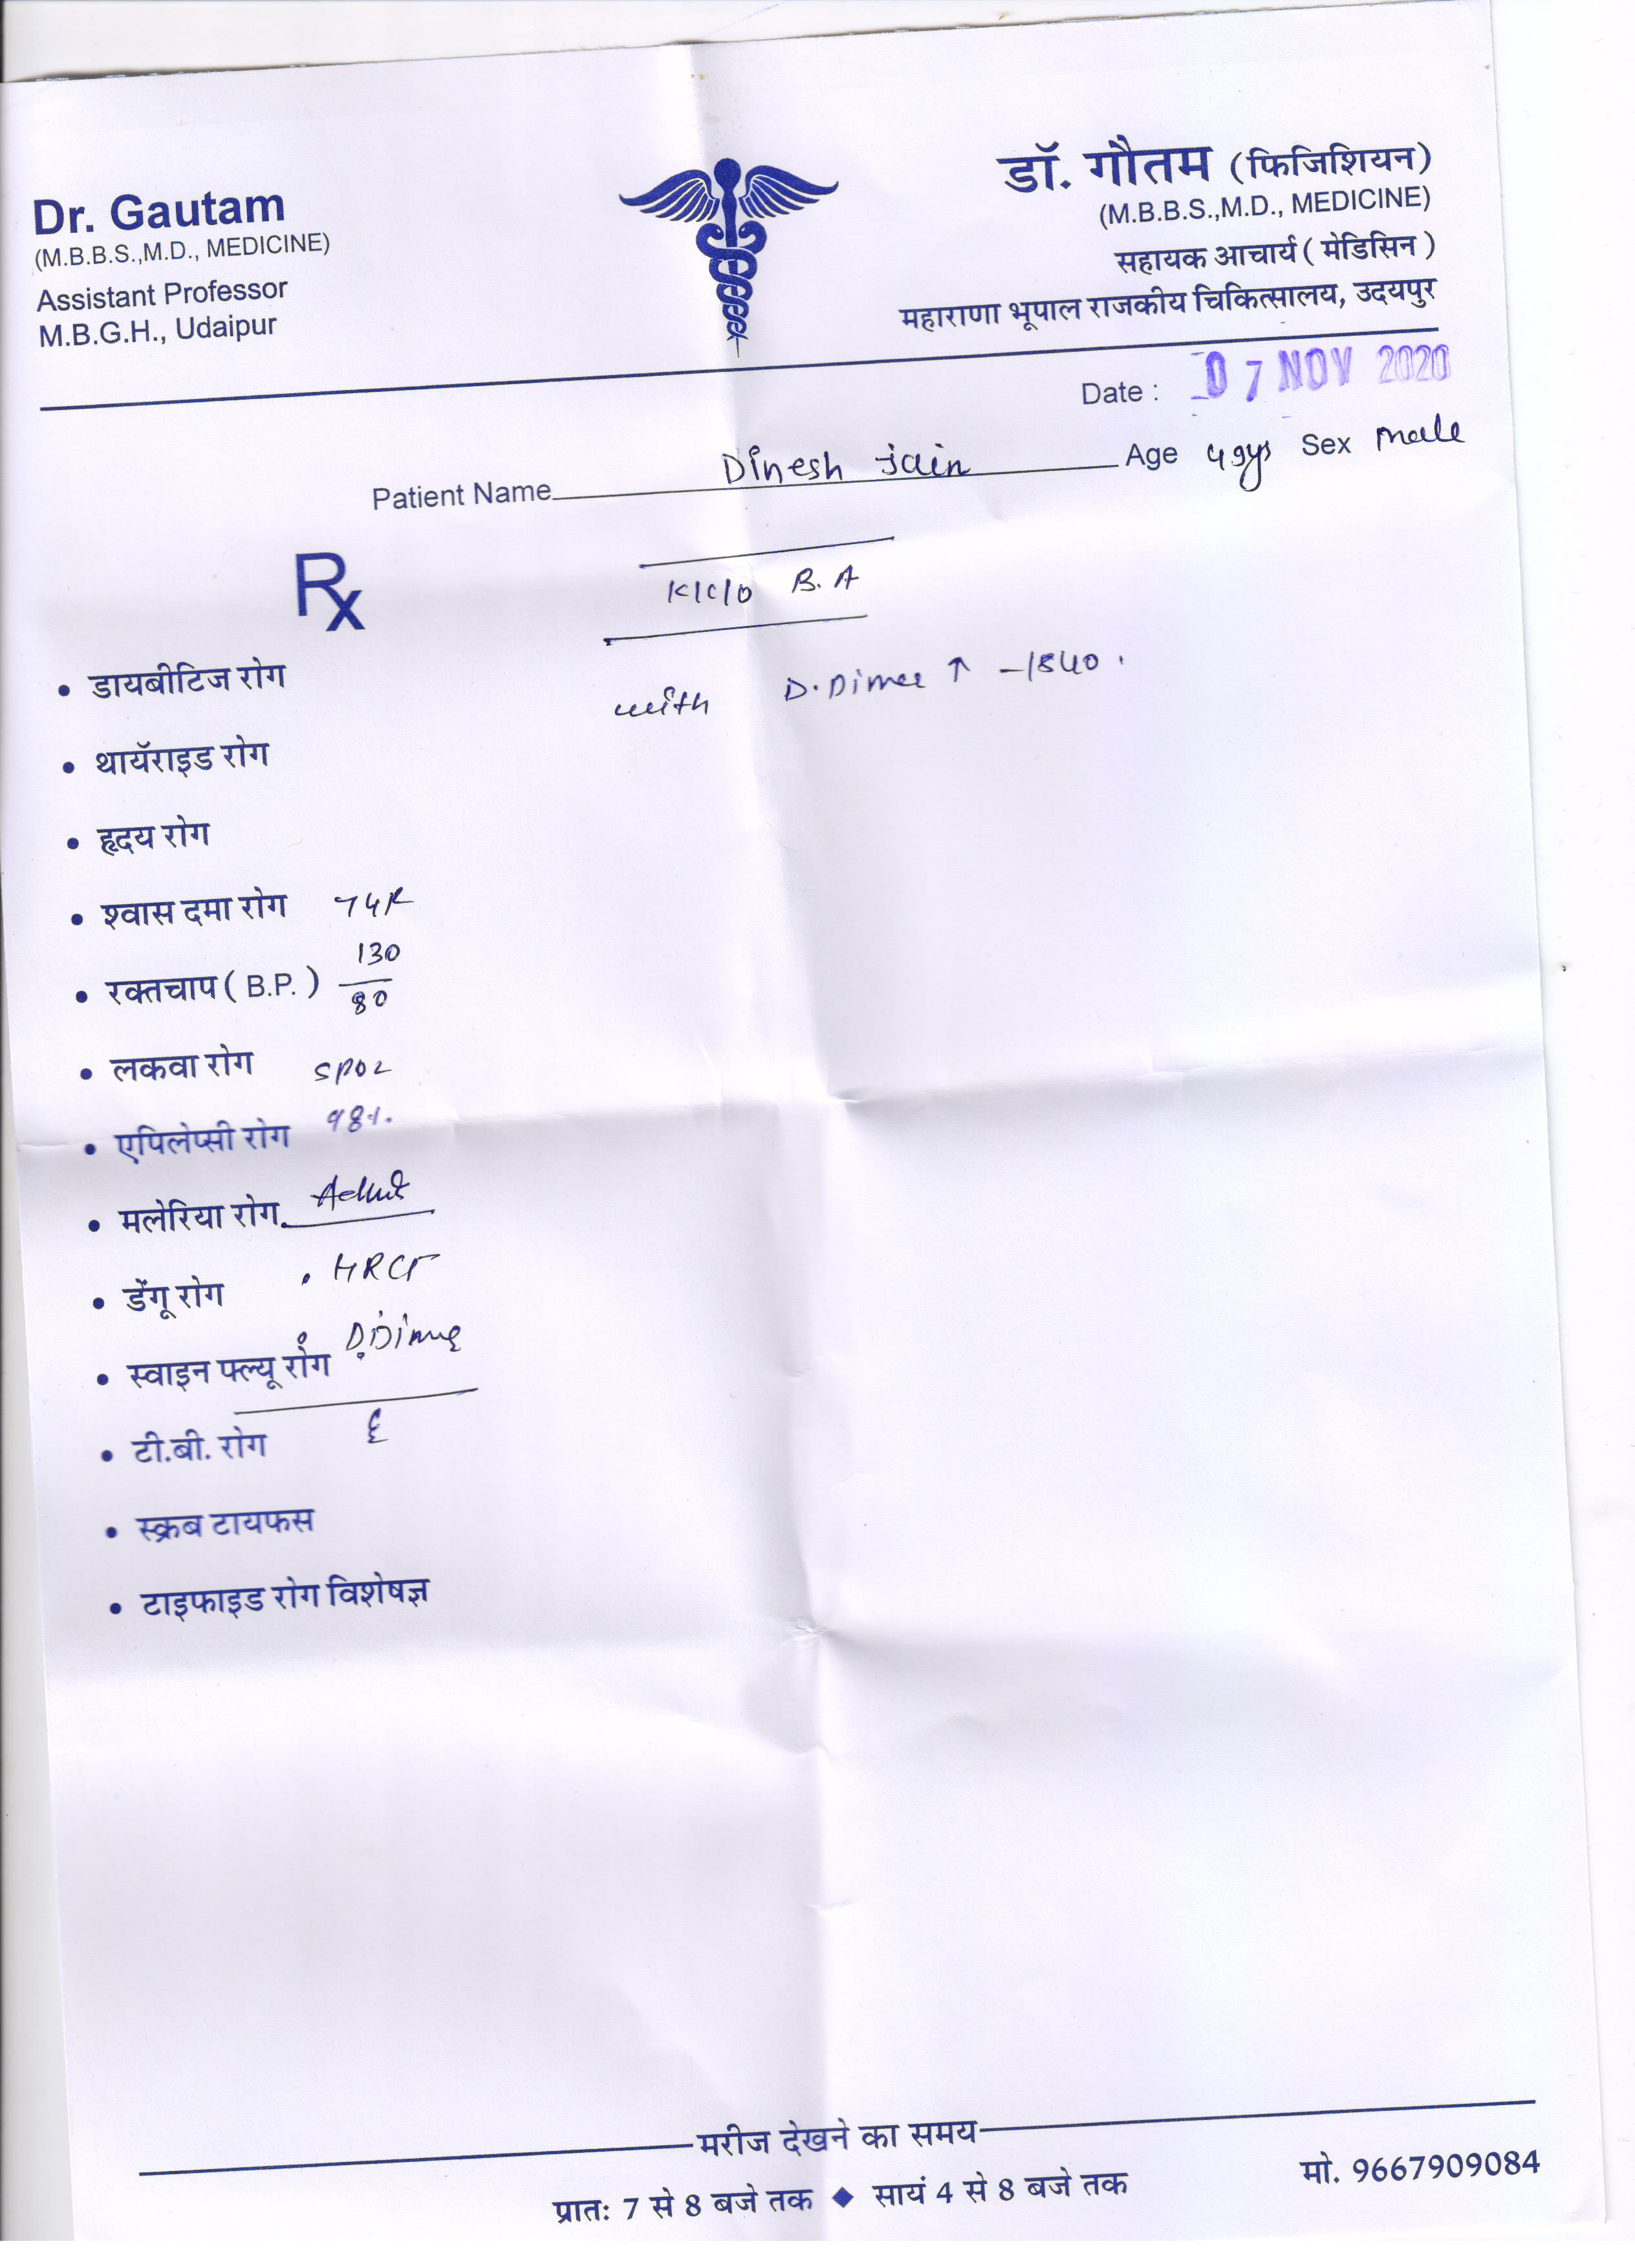 Dr. Gautam
(M.B.B.S.,M.D., MEDICINE)
Assistant Professor
M.B.G.H., Udaipur
डॉ. गौतम (फिजिशियन)
(M.B.B.S.,M.D., MEDICINE)
सहायक आचार्य ( मेडिसिन )
महाराणा भूपाल राजकीय चिकित्सालय, उदयपुर
Date : 07 NOV 2020
Patient Name Dinesh Jain Age 49ys Sex male
Rx
K/C/O B. A
with D. Dimer ↑ - 1540.
• डायबीटिज रोग
• थायॅराइड रोग
• हृदय रोग
• श्वास दमा रोग
• रक्तचाप ( B.P. ) 130/80
• लकवा रोग SPO2
• एपिलेप्सी रोग 98%.
• मलेरिया रोग Admit
• डेंगू रोग . HRCT
• स्वाइन फ्ल्यू रोग D.Dimer
• टी.बी. रोग
• स्क्रब टायफस
• टाइफाइड रोग विशेषज्ञ
मरीज देखने का समय
प्रातः 7 से 8 बजे तक ◆ सायं 4 से 8 बजे तक
मो. 9667909084